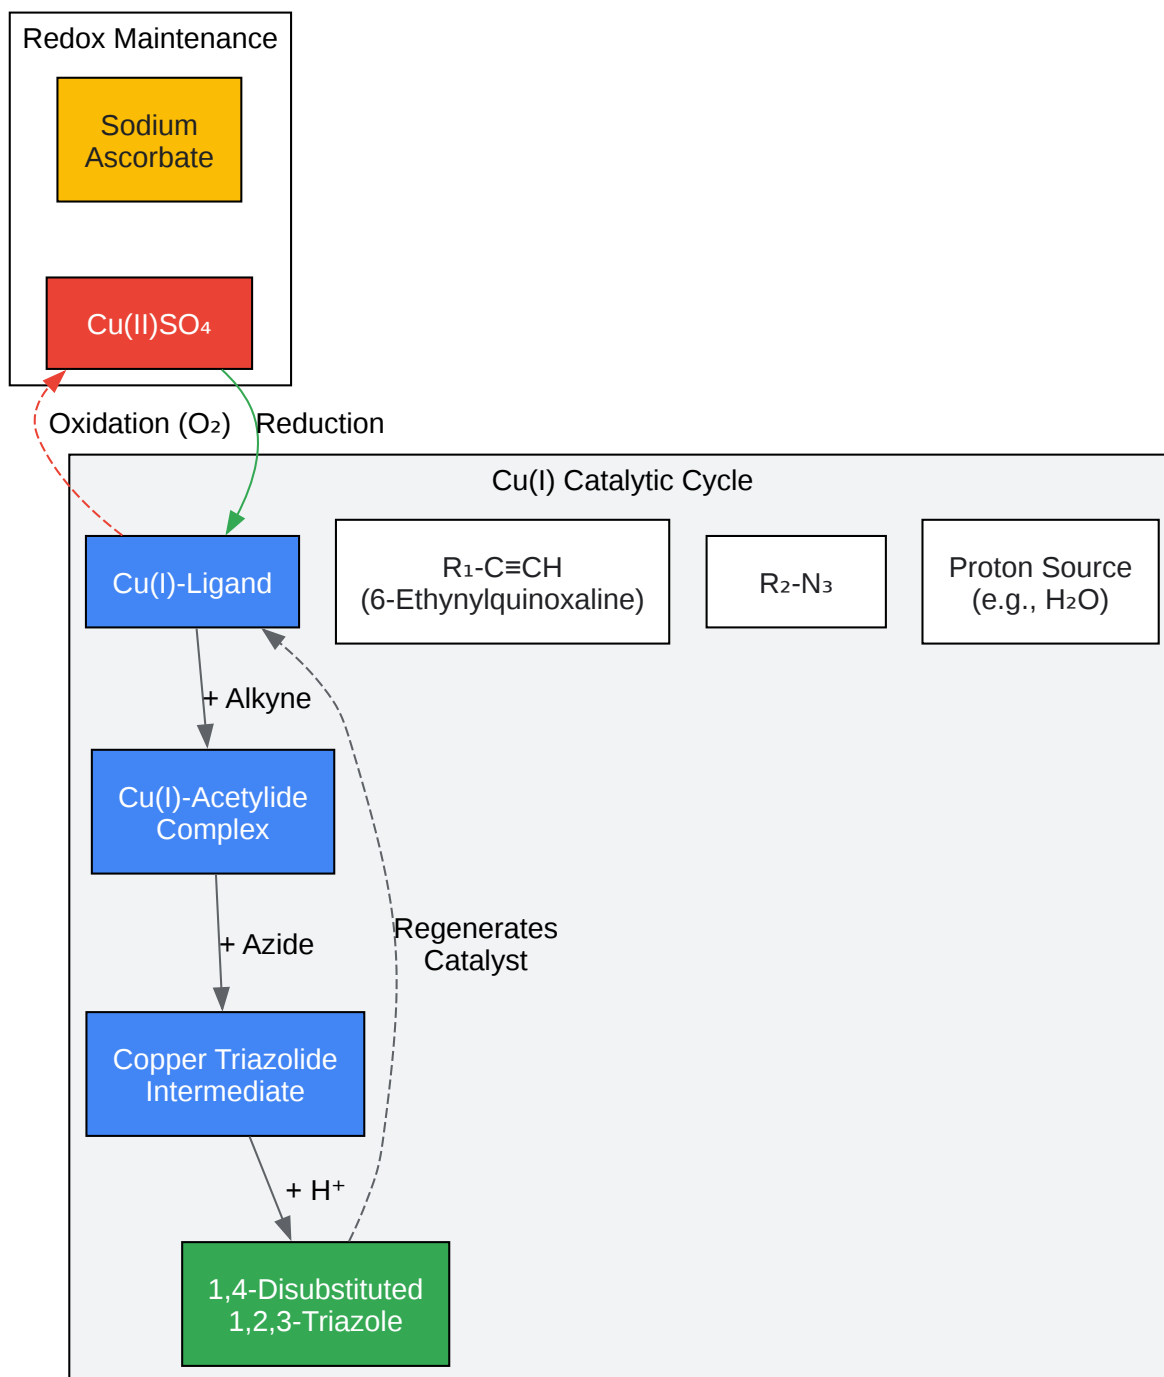 Redox Maintenance
Sodium
Ascorbate
Cu(II)SO₄
Oxidation (O₂)
Reduction
Cu(I) Catalytic Cycle
Cu(I)-Ligand
R₁-C≡CH
(6-Ethynylquinoxaline)
R₂-N₃
Proton Source
(e.g., H₂O)
+ Alkyne
Cu(I)-Acetylide
Complex
+ Azide
Regenerates
Catalyst
Copper Triazolide
Intermediate
+ H⁺
1,4-Disubstituted
1,2,3-Triazole